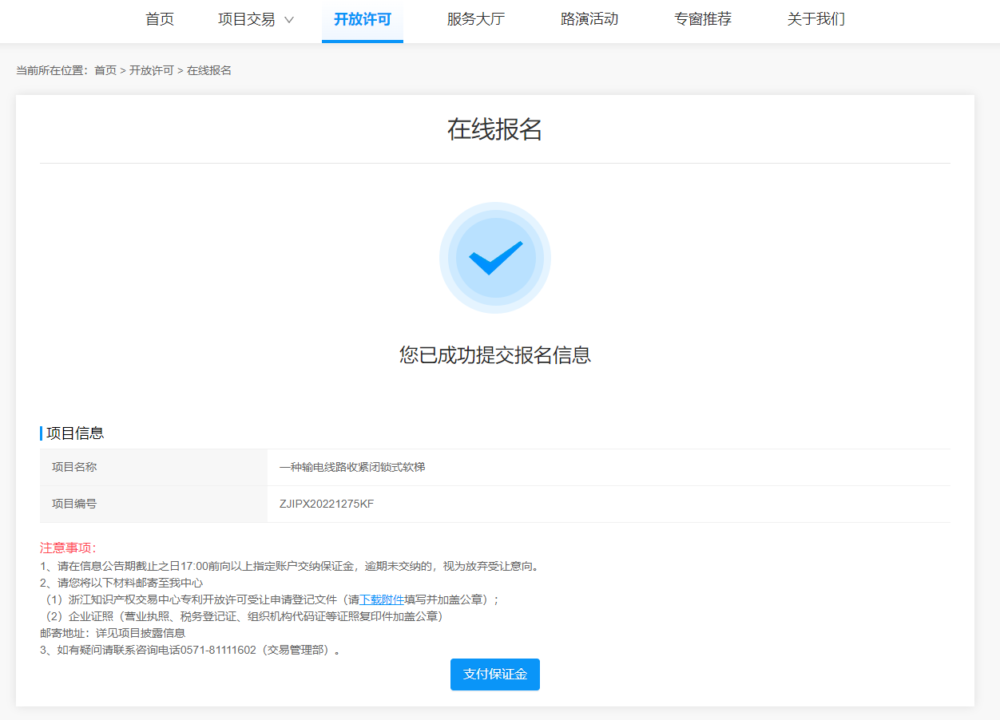 首页 项目交易 开放许可 服务大厅 路演活动 专窗推荐 关于我们
当前所在位置：首页 > 开放许可 > 在线报名
在线报名
您已成功提交报名信息
项目信息
项目名称 一种输电线路收紧闭锁式软梯
项目编号 ZJIPX20221275KF
注意事项：
1、请在信息公告期截止之日17:00前向以上指定账户交纳保证金，逾期未交纳的，视为放弃受让意向。
2、请您将以下材料邮寄至我中心
（1）浙江知识产权交易中心专利开放许可受让申请登记文件（请下载附件填写并加盖公章）；
（2）企业证照（营业执照、税务登记证、组织机构代码证等证照复印件加盖公章）
邮寄地址：详见项目披露信息
3、如有疑问请联系咨询电话0571-81111602（交易管理部）。
支付保证金